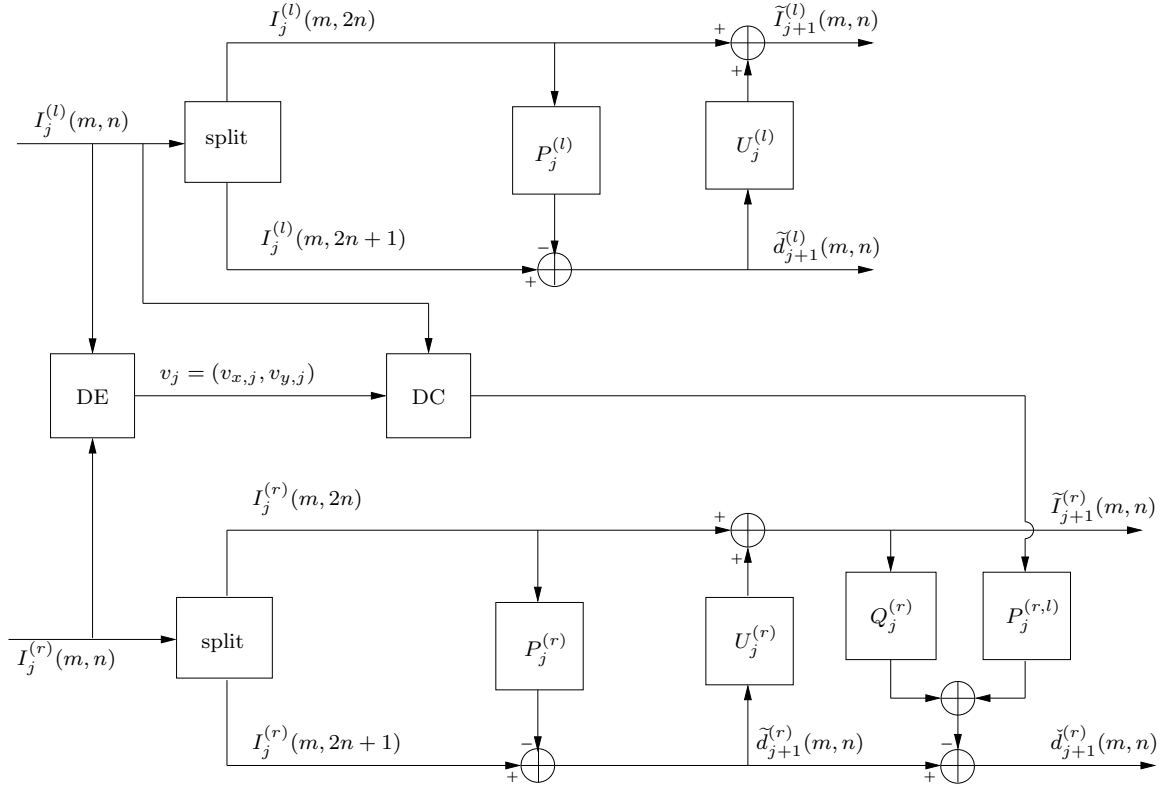 I_j^{(l)}(m, 2n)
\widetilde{I}_{j+1}^{(l)}(m, n)
+
+
I_j^{(l)}(m, n)
split
P_j^{(l)}
U_j^{(l)}
I_j^{(l)}(m, 2n + 1)
−
+
\widetilde{d}_{j+1}^{(l)}(m, n)
v_j = (v_{x,j}, v_{y,j})
DE
DC
I_j^{(r)}(m, 2n)
\widetilde{I}_{j+1}^{(r)}(m, n)
+
+
Q_j^{(r)}
P_j^{(r,l)}
split
P_j^{(r)}
U_j^{(r)}
I_j^{(r)}(m, n)
I_j^{(r)}(m, 2n + 1)
−
+
\widetilde{d}_{j+1}^{(r)}(m, n)
−
+
\check{d}_{j+1}^{(r)}(m, n)